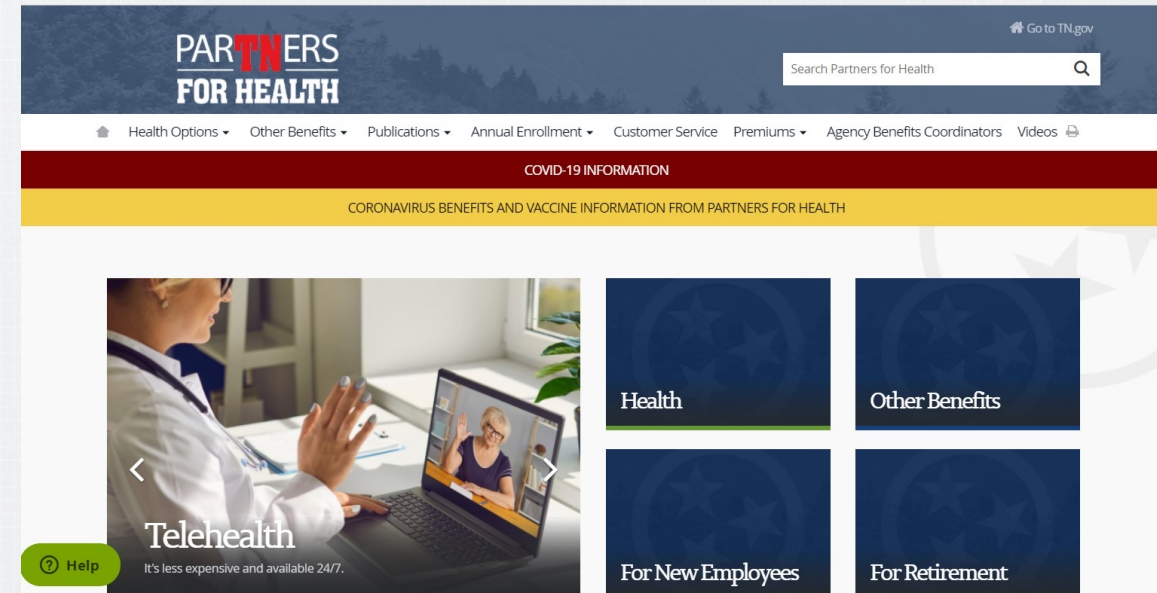 Go to TN.gov
PARTNERS
FOR HEALTH
Search Partners for Health
Health Options Other Benefits Publications Annual Enrollment Customer Service Premiums Agency Benefits Coordinators Videos
COVID-19 INFORMATION
CORONAVIRUS BENEFITS AND VACCINE INFORMATION FROM PARTNERS FOR HEALTH
Health
Other Benefits
Telehealth
It's less expensive and available 24/7.
For New Employees
For Retirement
? Help